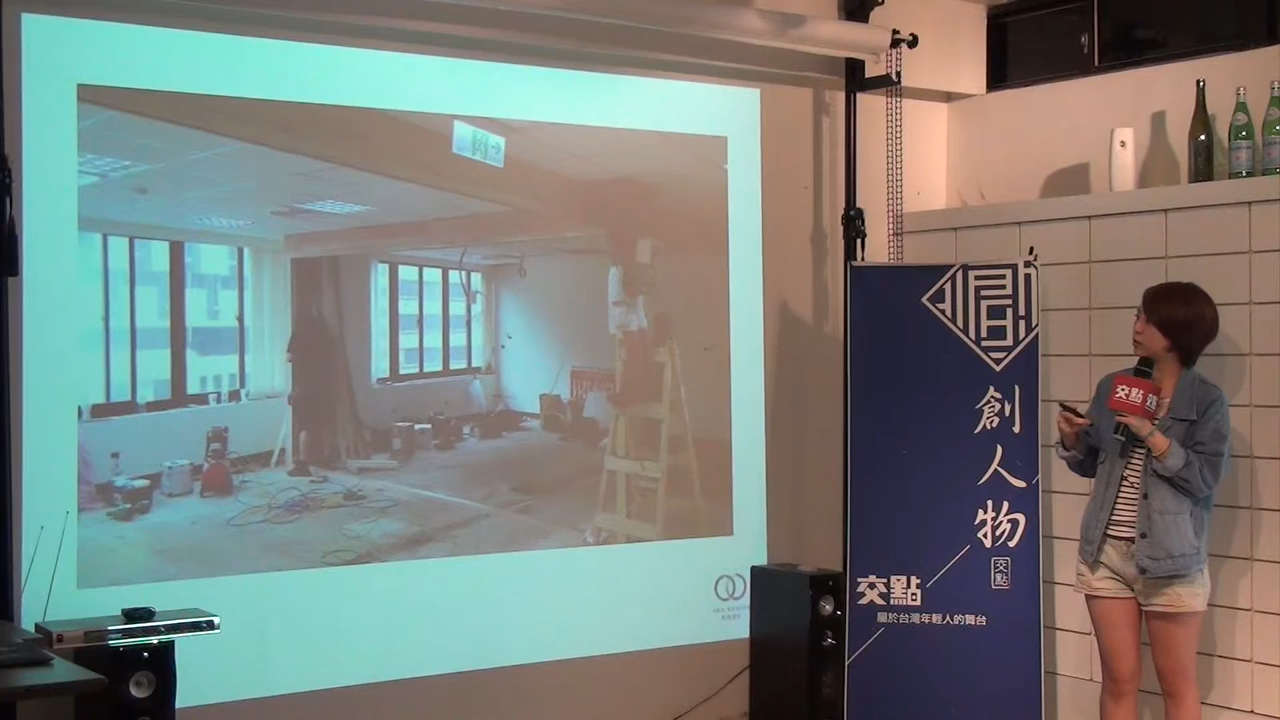 創
創人物
交點
交點
屬於台灣年輕人的舞台
交點